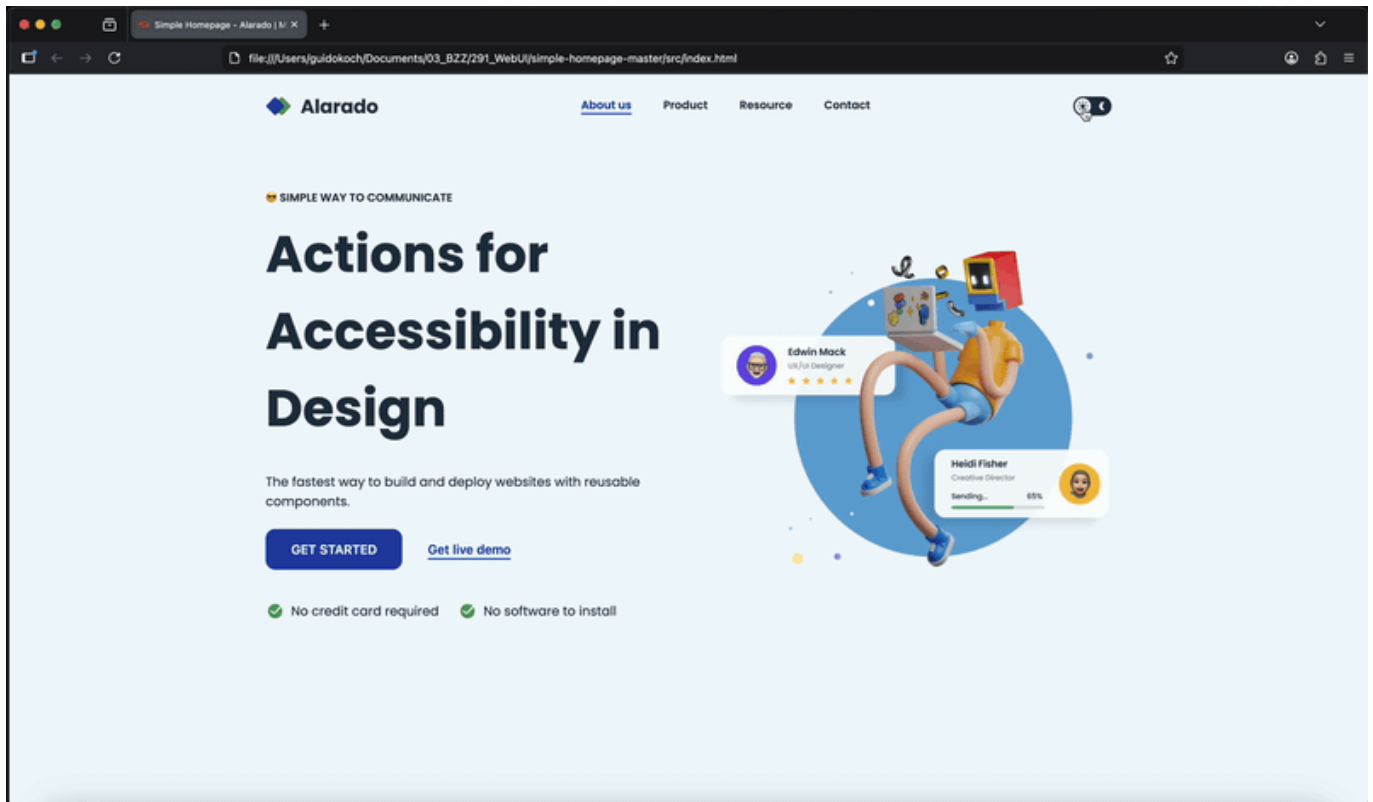 Simple Homepage - Alarado | M
file:///Users/guidokoch/Documents/03_BZZ/291_WebUI/simple-homepage-master/src/index.html
Alarado
About us
Product
Resource
Contact
SIMPLE WAY TO COMMUNICATE
Actions for
Accessibility in
Design
The fastest way to build and deploy websites with reusable
components.
GET STARTED
Get live demo
No credit card required
No software to install
Edwin Mack
UX/UI Designer
Heidi Fisher
Creative Director
Sending...
65%